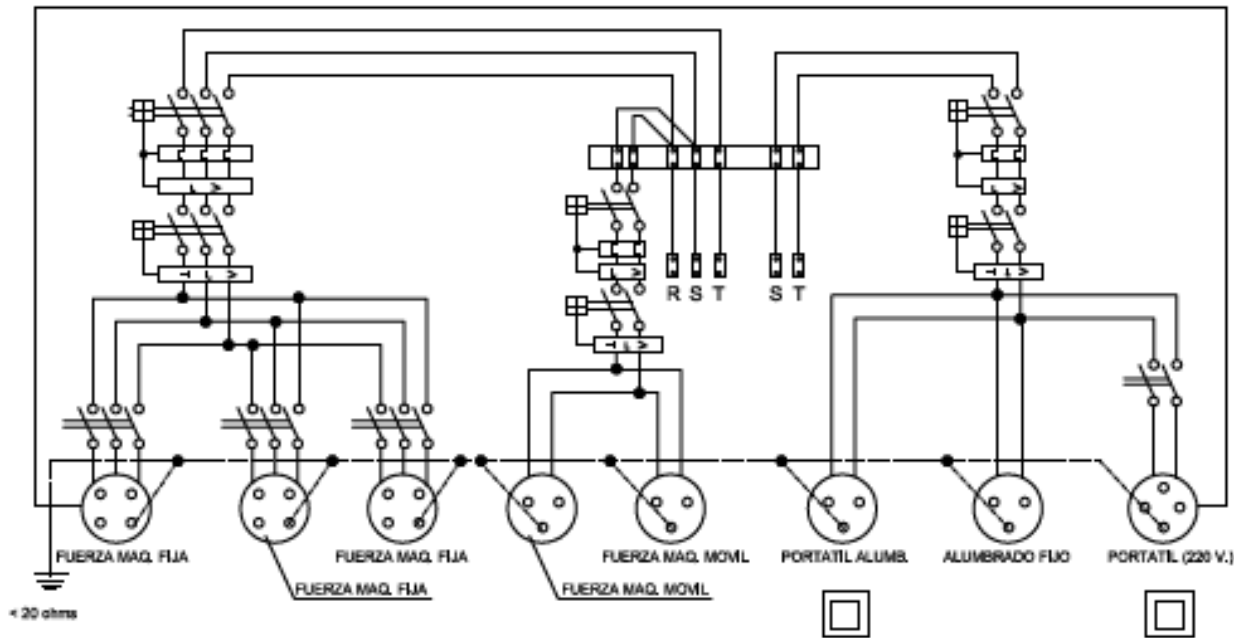 R S T S T
FUERZA MAQ. FIJA
FUERZA MAQ. FIJA
FUERZA MAQ. MOVIL
PORTATIL ALUMB.
ALUMBRADO FIJO
PORTATIL (220 V.)
FUERZA MAQ. FIJA
FUERZA MAQ. MOVIL
< 20 ohms